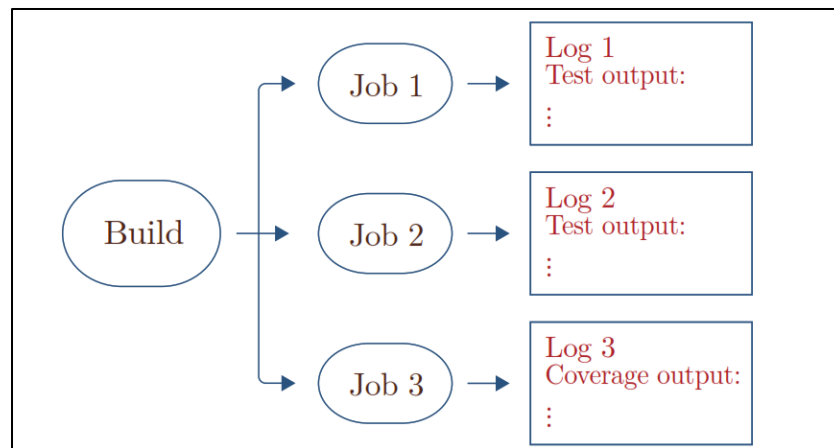 Build
Job 1
Log 1
Test output:
⋮
Job 2
Log 2
Test output:
⋮
Job 3
Log 3
Coverage output:
⋮